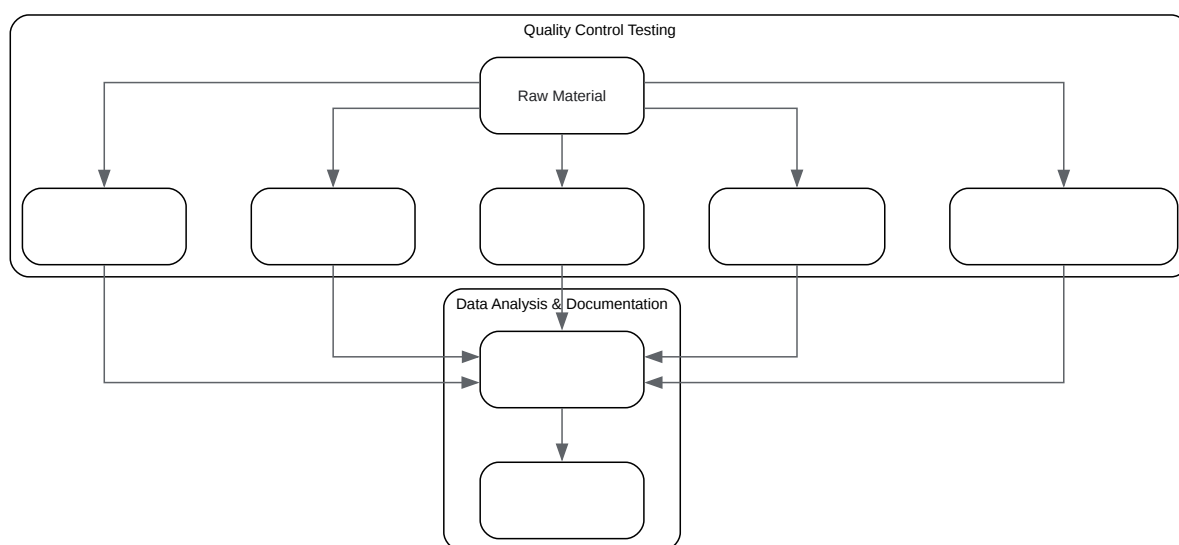 Quality Control Testing
Raw Material
Data Analysis & Documentation